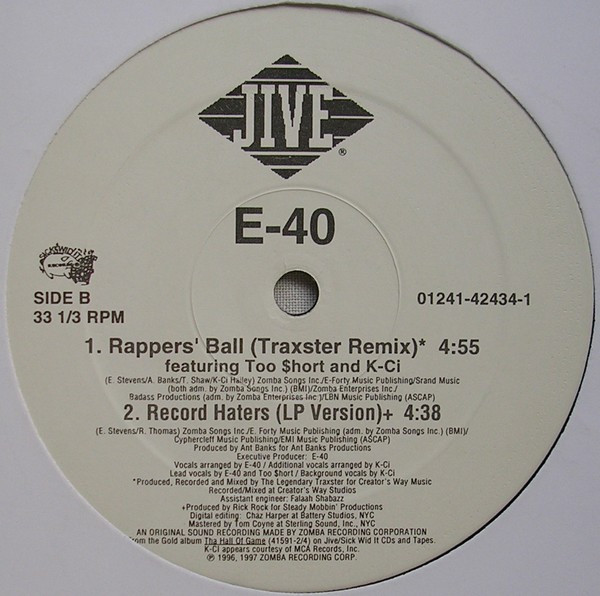 JIVE
®
E-40
SICK WID IT
SIDE B
33 1/3 RPM
01241-42434-1
1. Rappers' Ball (Traxster Remix)* 4:55
featuring Too $hort and K-Ci
(E. Stevens/A. Banks/T. Shaw/K-Ci Hailey) Zomba Songs Inc./E-Forty Music Publishing/Srand Music
(both adm. by Zomba Songs Inc.) (BMI)/Zomba Enterprises Inc./
Badass Productions (adm. by Zomba Enterprises Inc.)/LBN Music Publishing (ASCAP)
2. Record Haters (LP Version)+ 4:38
(E. Stevens/R. Thomas) Zomba Songs Inc./E. Forty Music Publishing (adm. by Zomba Songs Inc.) (BMI)/
Cyphercleff Music Publishing/EMI Music Publishing (ASCAP)
Produced by Ant Banks for Ant Banks Productions
Executive Producer: E-40
Vocals arranged by E-40 / Additional vocals arranged by K-Ci
Lead vocals by E-40 and Too $hort / Background vocals by K-Ci
*Produced, Recorded and Mixed by The Legendary Traxster for Creator's Way Music
Recorded/Mixed at Creator's Way Studios
Assistant engineer: Falaah Shabazz
+Produced by Rick Rock for Steady Mobbin' Productions
Digital editing: Chaz Harper at Battery Studios, NYC
Mastered by Tom Coyne at Sterling Sound, Inc., NYC
AN ORIGINAL SOUND RECORDING MADE BY ZOMBA RECORDING CORPORATION
from the Gold album Tha Hall Of Game (41591-2/4) on Jive/Sick Wid It CDs and Tapes.
K-Ci appears courtesy of MCA Records, Inc.
℗ 1996, 1997 ZOMBA RECORDING CORP.